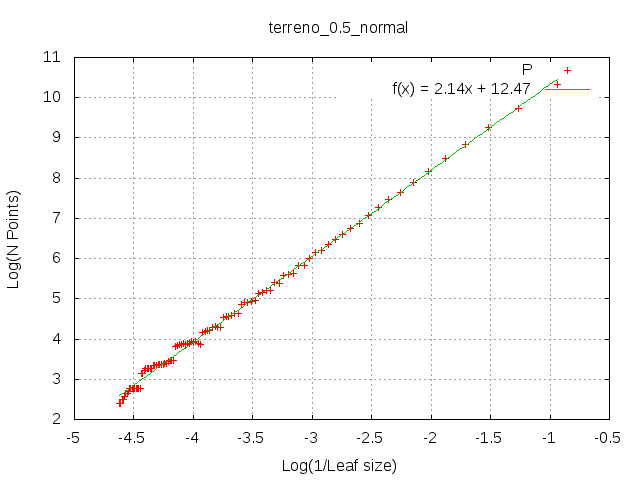 terreno_0.5_normal
11
10
9
8
7
6
5
4
3
2
Log(N Points)
P
f(x) = 2.14x + 12.47
-5 -4.5 -4 -3.5 -3 -2.5 -2 -1.5 -1 -0.5
Log(1/Leaf size)